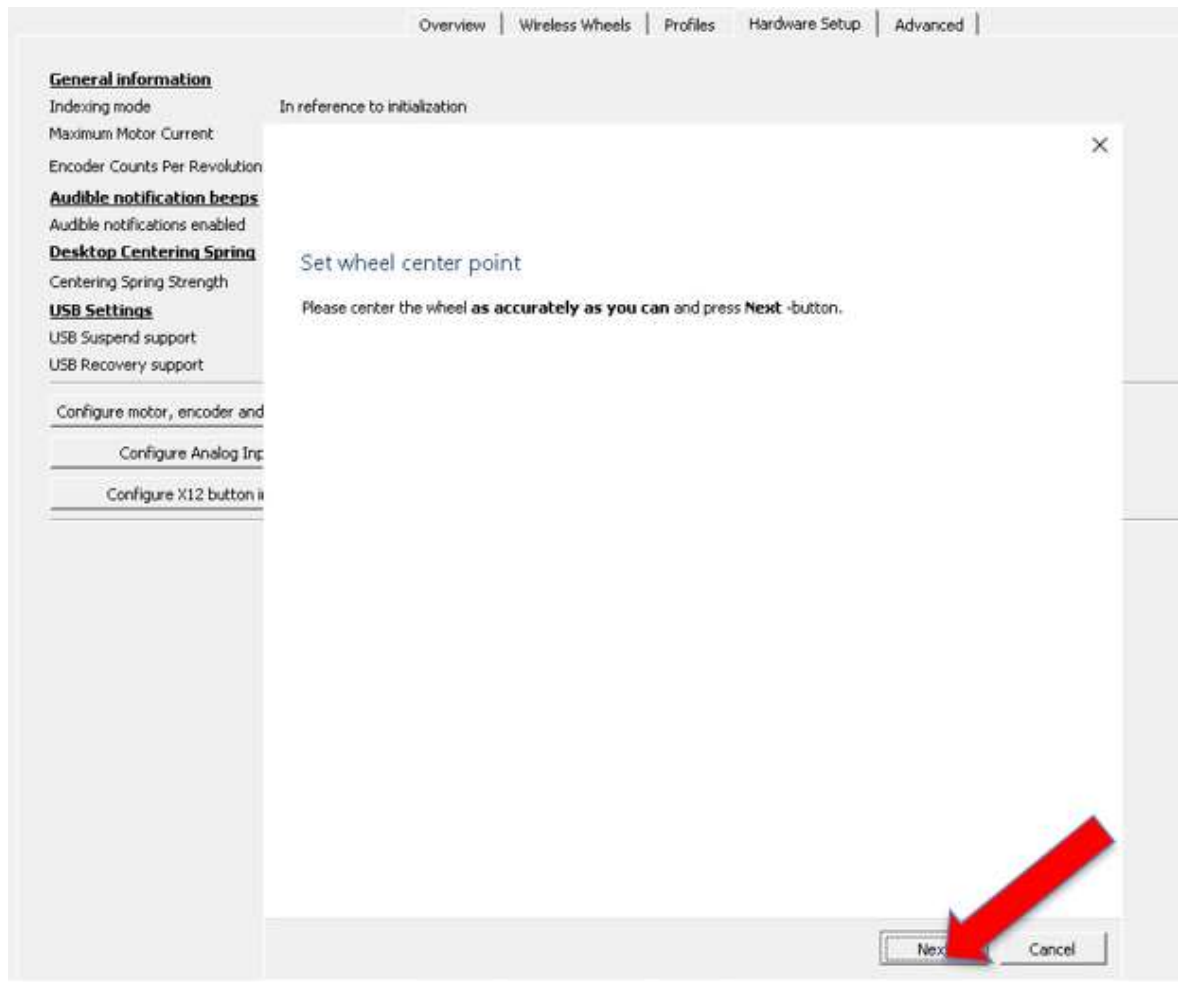 Overview | Wireless Wheels | Profiles Hardware Setup | Advanced |
General information
Indexing mode In reference to initialization
Maximum Motor Current
Encoder Counts Per Revolution
Audible notification beeps
Audible notifications enabled
Desktop Centering Spring
Set wheel center point
Centering Spring Strength
Please center the wheel as accurately as you can and press Next -button.
USB Settings
USB Suspend support
USB Recovery support
Configure motor, encoder and
Configure Analog Inp
Configure X12 button i
Nex Cancel